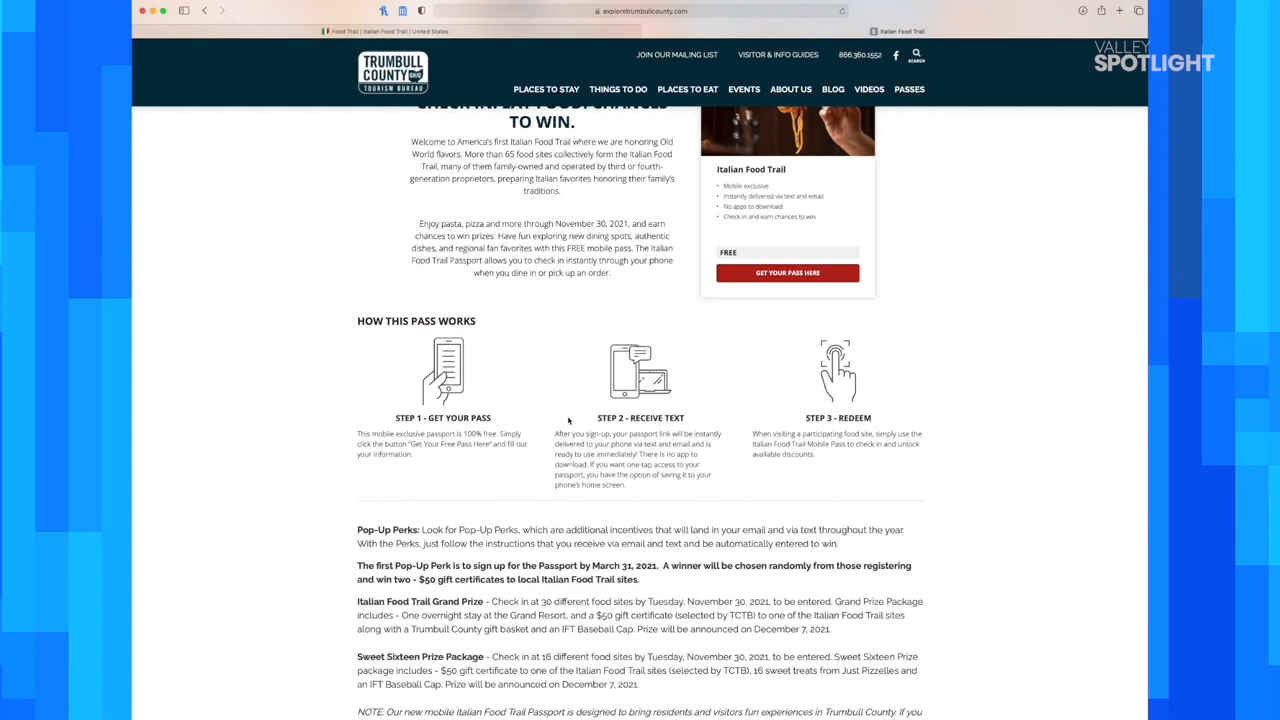 exploretrumbullcounty.com
Food Trail | Italian Food Trail | United States
Italian Food Trail
VALLEY
SPOTLIGHT
TRUMBULL
COUNTY OHIO
TOURISM BUREAU
JOIN OUR MAILING LIST
VISITOR & INFO GUIDES
866.360.1552
SEARCH
PLACES TO STAY THINGS TO DO PLACES TO EAT EVENTS ABOUT US BLOG VIDEOS PASSES
TO WIN.
Welcome to America's first Italian Food Trail where we are honoring Old
World flavors. More than 65 food sites collectively form the Italian Food
Trail, many of them family-owned and operated by third or fourth-
generation proprietors, preparing Italian favorites honoring their family's
traditions.
Enjoy pasta, pizza and more through November 30, 2021, and earn
chances to win prizes. Have fun exploring new dining spots, authentic
dishes, and regional fan favorites with this FREE mobile pass. The Italian
Food Trail Passport allows you to check in instantly through your phone
when you dine in or pick up an order.
Italian Food Trail
• Mobile exclusive
• Instantly delivered via text and email
• No apps to download
• Check in and earn chances to win
FREE
GET YOUR PASS HERE
HOW THIS PASS WORKS
STEP 1 - GET YOUR PASS
This mobile exclusive passport is 100% free. Simply
click the button "Get Your Free Pass Here" and fill out
your information.
STEP 2 - RECEIVE TEXT
After you sign-up, your passport link will be instantly
delivered to your phone via text and email and is
ready to use immediately! There is no app to
download. If you want one-tap access to your
passport, you have the option of saving it to your
phone's home screen.
STEP 3 - REDEEM
When visiting a participating food site, simply use the
Italian Food Trail Mobile Pass to check in and unlock
available discounts.
Pop-Up Perks: Look for Pop-Up Perks, which are additional incentives that will land in your email and via text throughout the year.
With the Perks, just follow the instructions that you receive via email and text and be automatically entered to win.
The first Pop-Up Perk is to sign up for the Passport by March 31, 2021. A winner will be chosen randomly from those registering
and win two - $50 gift certificates to local Italian Food Trail sites.
Italian Food Trail Grand Prize - Check in at 30 different food sites by Tuesday, November 30, 2021, to be entered. Grand Prize Package
includes - One overnight stay at the Grand Resort, and a $50 gift certificate (selected by TCTB) to one of the Italian Food Trail sites
along with a Trumbull County gift basket and an IFT Baseball Cap. Prize will be announced on December 7, 2021.
Sweet Sixteen Prize Package - Check in at 16 different food sites by Tuesday, November 30, 2021, to be entered. Sweet Sixteen Prize
package includes - $50 gift certificate to one of the Italian Food Trail sites (selected by TCTB), 16 sweet treats from Just Pizzelles and
an IFT Baseball Cap. Prize will be announced on December 7, 2021.
NOTE: Our new mobile Italian Food Trail Passport is designed to bring residents and visitors fun experiences in Trumbull County. If you